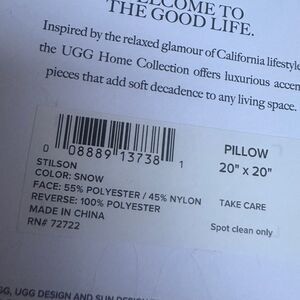 WELCOME TO
THE GOOD LIFE.
Inspired by the relaxed glamour of California lifestyle
the UGG Home Collection offers luxurious accen
pieces that add soft decadence to any living space.
0 08889 13738 1
PILLOW
20" x 20"
STILSON
COLOR: SNOW
FACE: 55% POLYESTER / 45% NYLON
REVERSE: 100% POLYESTER
TAKE CARE
MADE IN CHINA
RN# 72722
Spot clean only
GG, UGG DESIGN AND SUN DESIGN